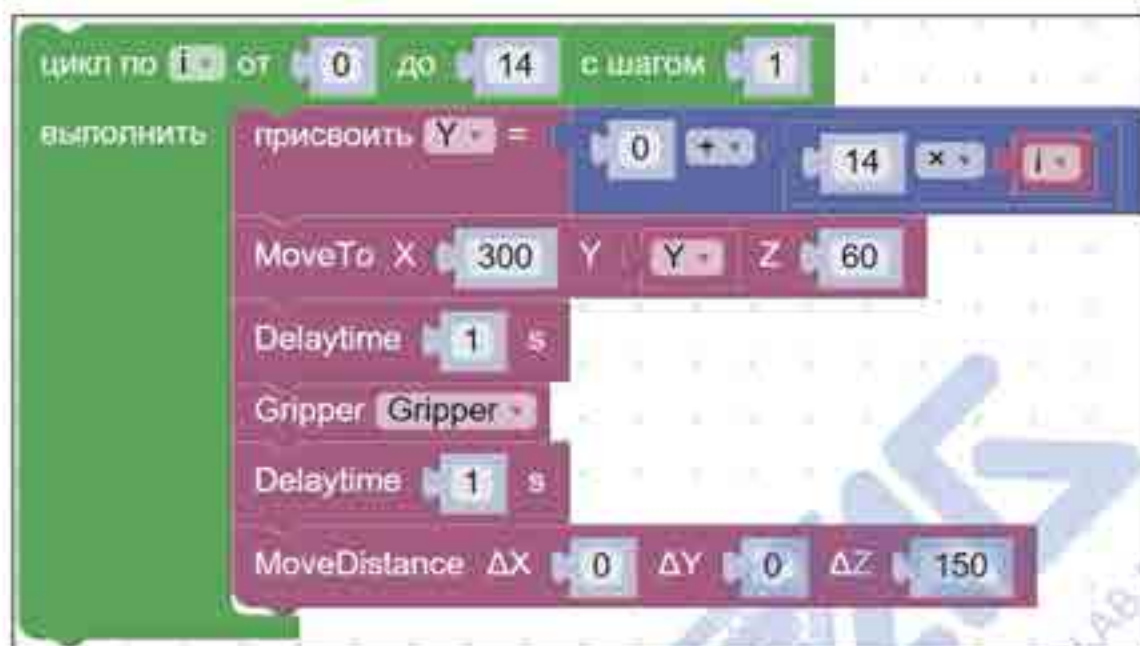 цикл по i от 0 до 14 с шагом 1
выполнить присвоить Y = 0 + 14 × i
MoveTo X 300 Y Y Z 60
Delaytime 1 s
Gripper Gripper
Delaytime 1 s
MoveDistance ΔX 0 ΔY 0 ΔZ 150
LAB